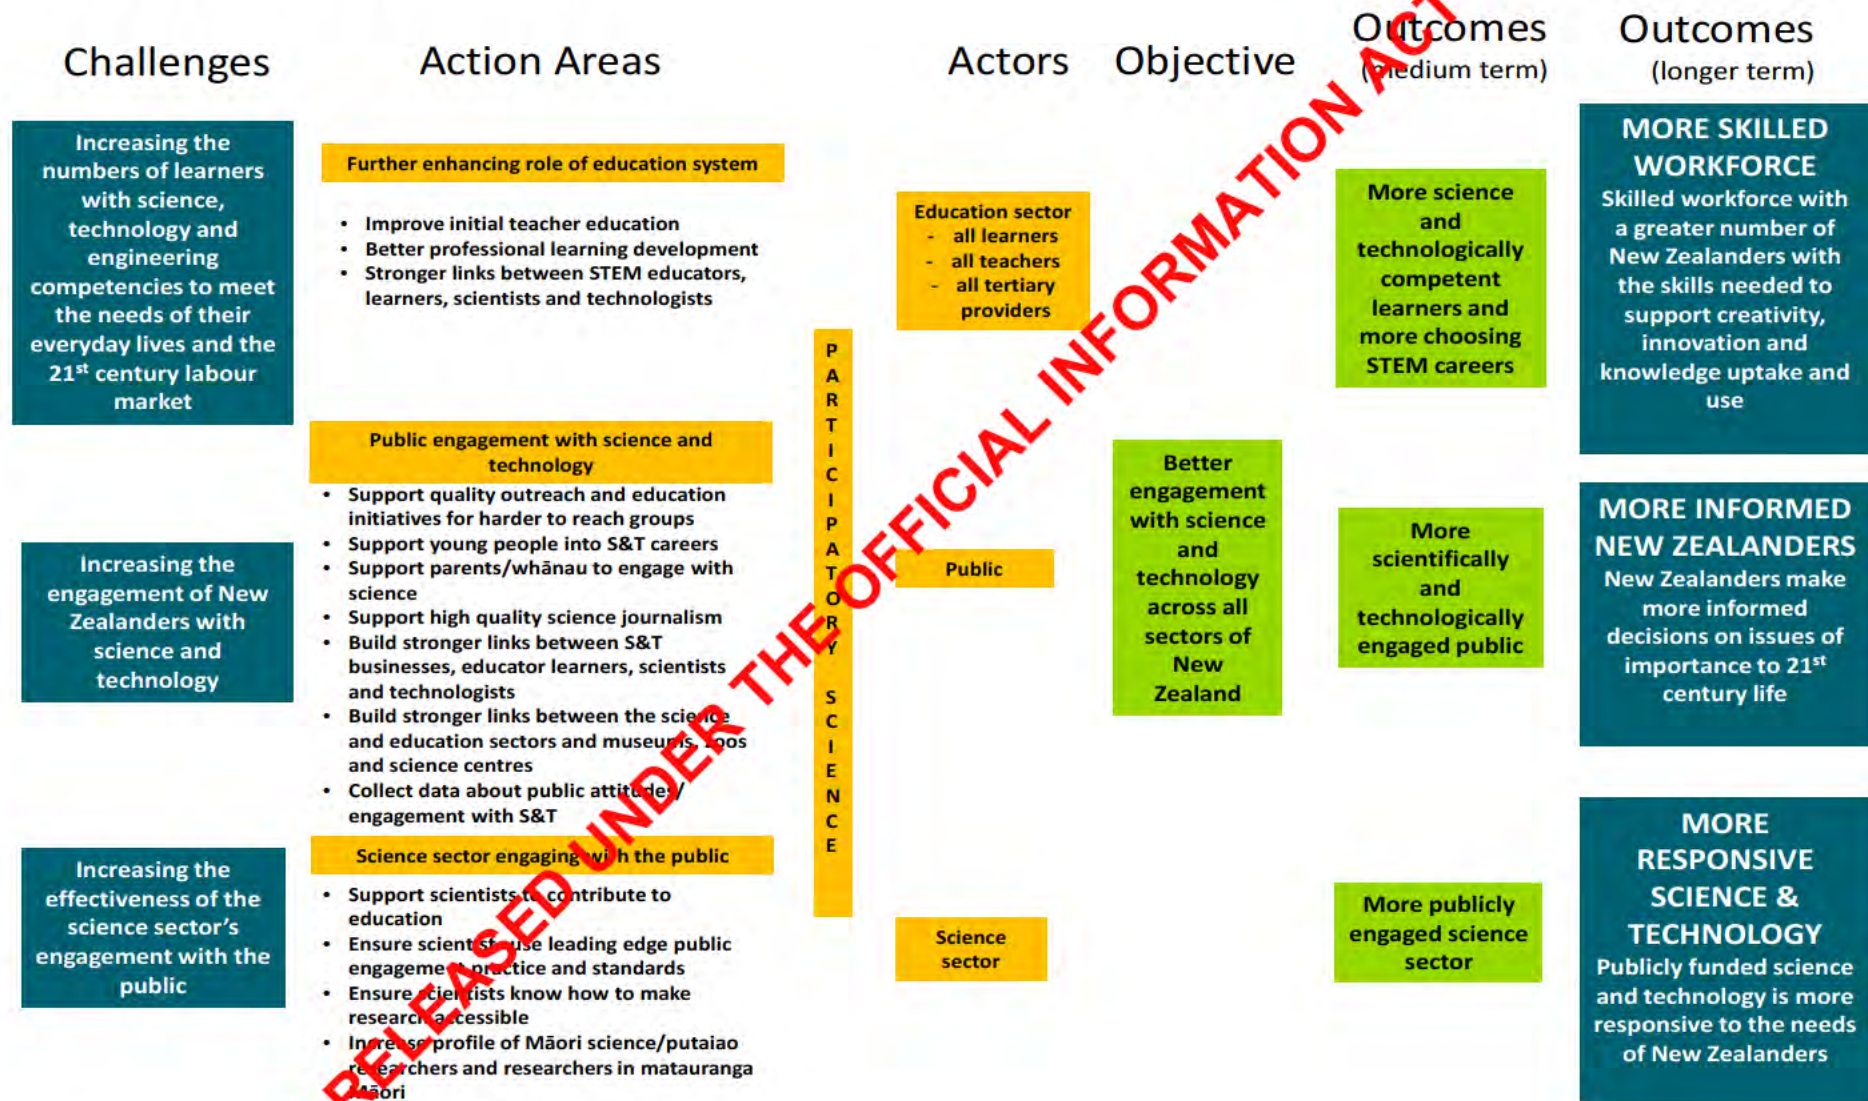 Challenges
Action Areas
Actors
Objective
Outcomes
(medium term)
Outcomes
(longer term)
Increasing the
numbers of learners
with science,
technology and
engineering
competencies to meet
the needs of their
everyday lives and the
21st century labour
market
Further enhancing role of education system
• Improve initial teacher education
• Better professional learning development
• Stronger links between STEM educators,
learners, scientists and technologists
Education sector
- all learners
- all teachers
- all tertiary
providers
More science
and
technologically
competent
learners and
more choosing
STEM careers
MORE SKILLED
WORKFORCE
Skilled workforce with
a greater number of
New Zealanders with
the skills needed to
support creativity,
innovation and
knowledge uptake and
use
PARTICIPATORY SCIENCE
Increasing the
engagement of New
Zealanders with
science and
technology
Public engagement with science and
technology
• Support quality outreach and education
initiatives for harder to reach groups
• Support young people into S&T careers
• Support parents/whānau to engage with
science
• Support high quality science journalism
• Build stronger links between S&T
businesses, educator learners, scientists
and technologists
• Build stronger links between the science
and education sectors and museums, zoos
and science centres
• Collect data about public attitudes/
engagement with S&T
Public
Better
engagement
with science
and
technology
across all
sectors of
New
Zealand
More
scientifically
and
technologically
engaged public
MORE INFORMED
NEW ZEALANDERS
New Zealanders make
more informed
decisions on issues of
importance to 21st
century life
Increasing the
effectiveness of the
science sector's
engagement with the
public
Science sector engaging with the public
• Support scientists to contribute to
education
• Ensure scientists use leading edge public
engagement practice and standards
• Ensure scientists know how to make
research accessible
• Increase profile of Māori science/putaiao
researchers and researchers in matauranga
Māori
Science
sector
More publicly
engaged science
sector
MORE
RESPONSIVE
SCIENCE &
TECHNOLOGY
Publicly funded science
and technology is more
responsive to the needs
of New Zealanders
RELEASED UNDER THE OFFICIAL INFORMATION ACT